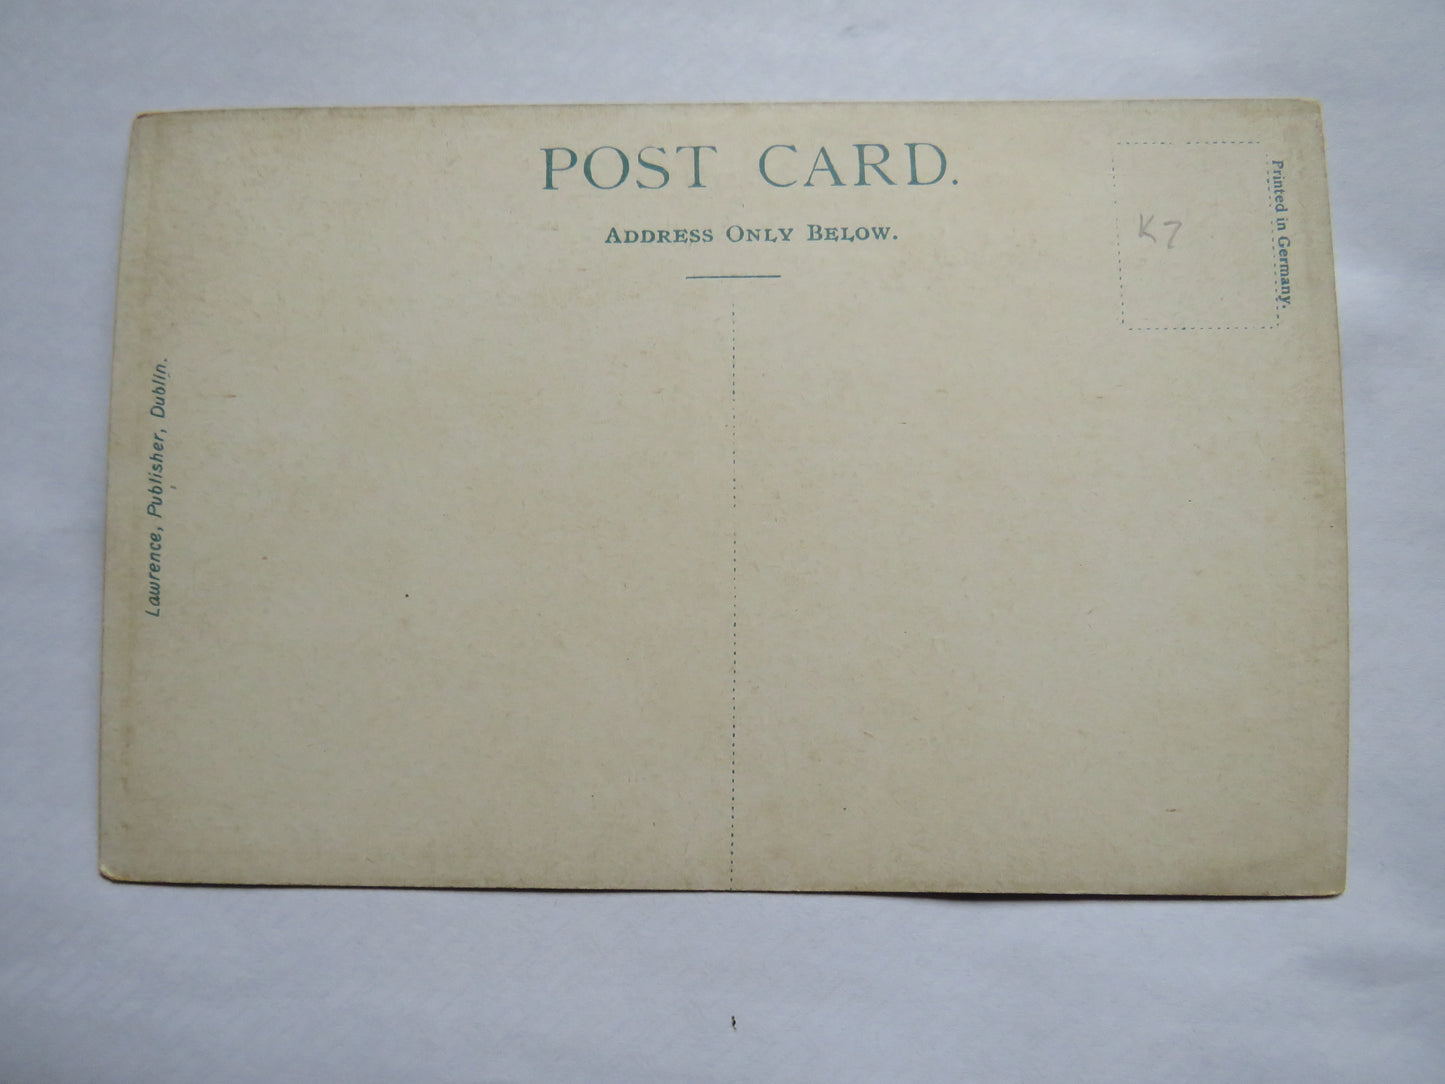 POST CARD.
ADDRESS ONLY BELOW.
Printed in Germany.
K7
Lawrence, Publisher, Dublin.